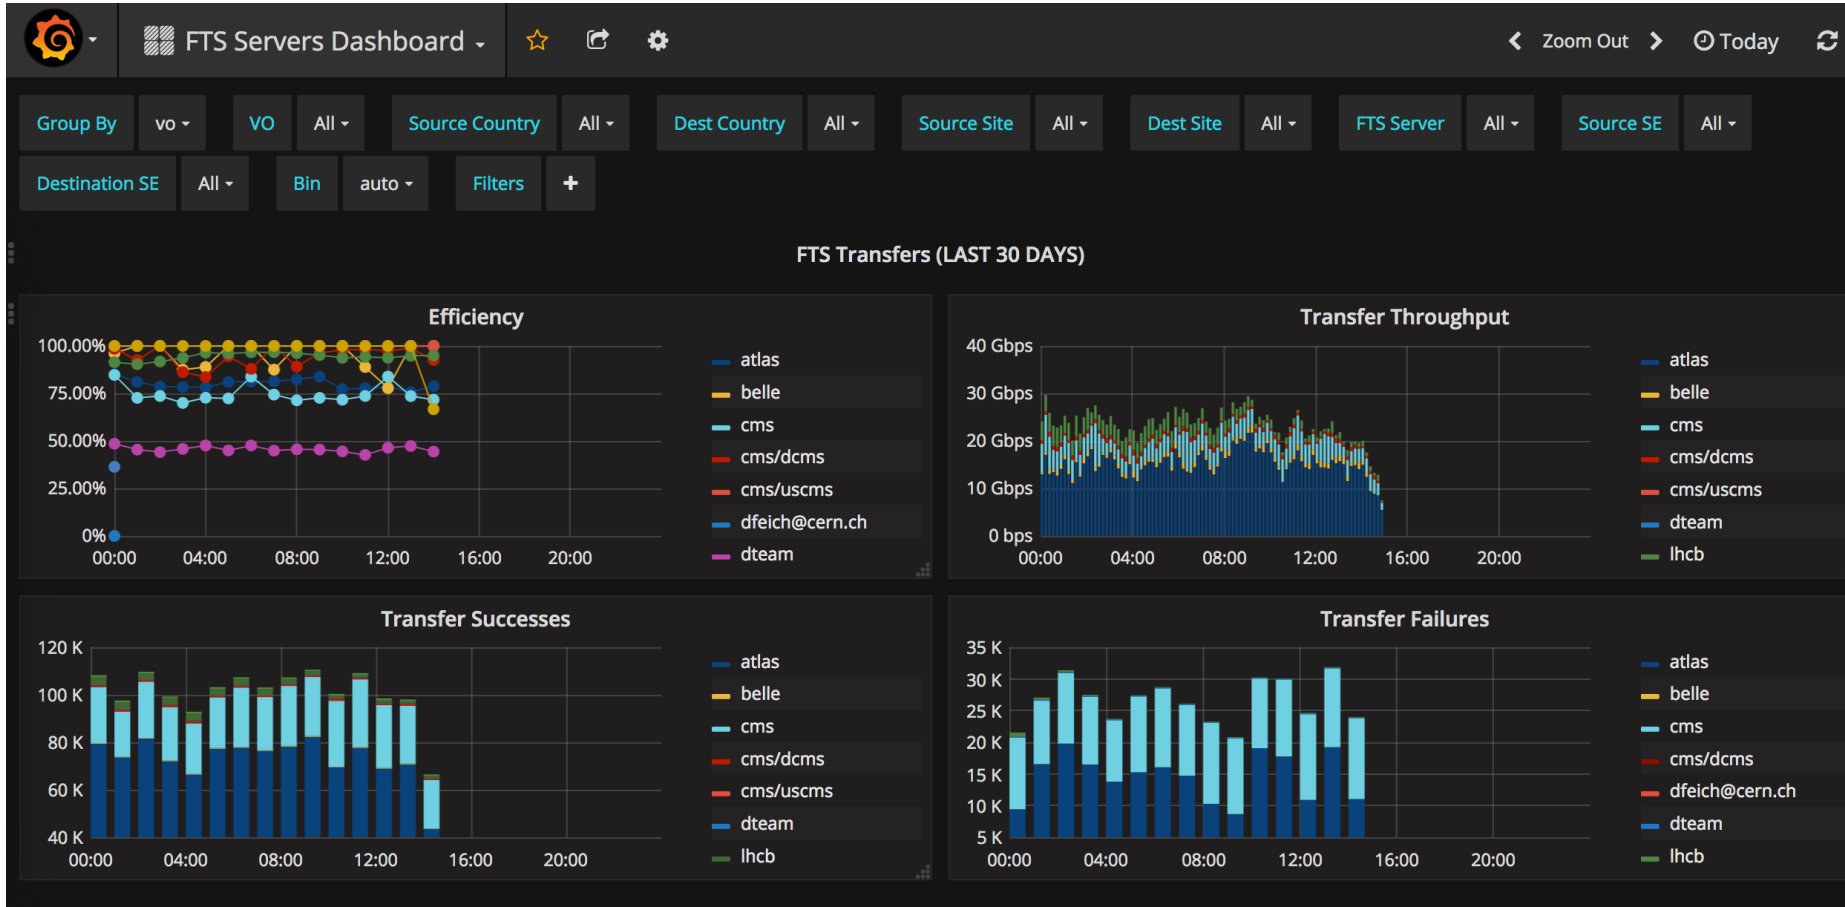 FTS Servers Dashboard
Zoom Out
Today
Group By vo VO All Source Country All Dest Country All Source Site All Dest Site All FTS Server All Source SE All
Destination SE All Bin auto Filters +
FTS Transfers (LAST 30 DAYS)
Efficiency
100.00%
75.00%
50.00%
25.00%
0%
00:00 04:00 08:00 12:00 16:00 20:00
atlas
belle
cms
cms/dcms
cms/uscms
dfeich@cern.ch
dteam
Transfer Throughput
40 Gbps
30 Gbps
20 Gbps
10 Gbps
0 bps
00:00 04:00 08:00 12:00 16:00 20:00
atlas
belle
cms
cms/dcms
cms/uscms
dteam
lhcb
Transfer Successes
120 K
100 K
80 K
60 K
40 K
00:00 04:00 08:00 12:00 16:00 20:00
atlas
belle
cms
cms/dcms
cms/uscms
dteam
lhcb
Transfer Failures
35 K
30 K
25 K
20 K
15 K
10 K
5 K
00:00 04:00 08:00 12:00 16:00 20:00
atlas
belle
cms
cms/dcms
dfeich@cern.ch
dteam
lhcb